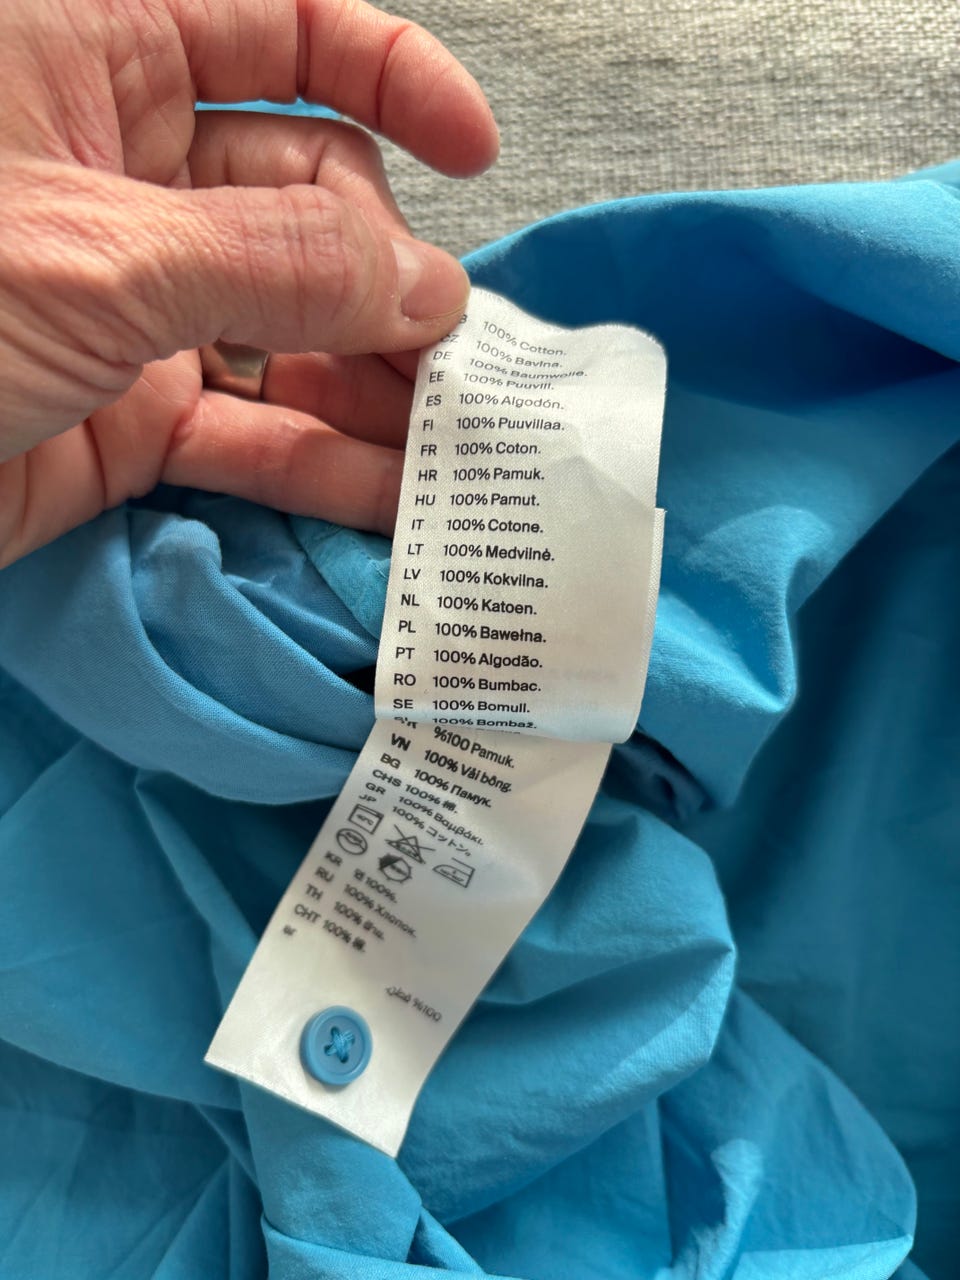 100% Cotton.
CZ 100% Bavlna.
DE 100% Baumwolle.
EE 100% Puuvill.
ES 100% Algodón.
FI 100% Puuvillaa.
FR 100% Coton.
HR 100% Pamuk.
HU 100% Pamut.
IT 100% Cotone.
LT 100% Medvilnė.
LV 100% Kokvilna.
NL 100% Katoen.
PL 100% Bawełna.
PT 100% Algodão.
RO 100% Bumbac.
SE 100% Bomull.
100% Bombaž.
%100 Pamuk.
VN 100% Vải bông.
BG 100% Памук.
CHS 100% 棉.
GR 100% Βαμβάκι.
JP 100% コットン。
KR 면 100%.
RU 100% Хлопок.
TH 100%
CHT 100% 棉.
%100 قطن.